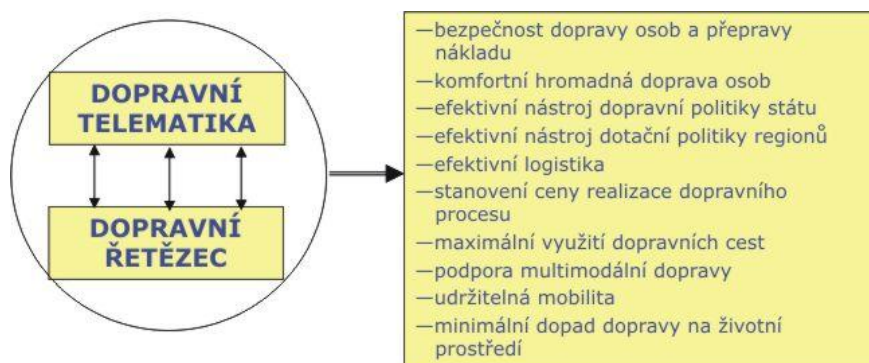 DOPRAVNÍ
TELEMATIKA
DOPRAVNÍ
ŘETĚZEC
—bezpečnost dopravy osob a přepravy
nákladu
—komfortní hromadná doprava osob
—efektivní nástroj dopravní politiky státu
—efektivní nástroj dotační politiky regionů
—efektivní logistika
—stanovení ceny realizace dopravního
procesu
—maximální využití dopravních cest
—podpora multimodální dopravy
—udržitelná mobilita
—minimální dopad dopravy na životní
prostředí